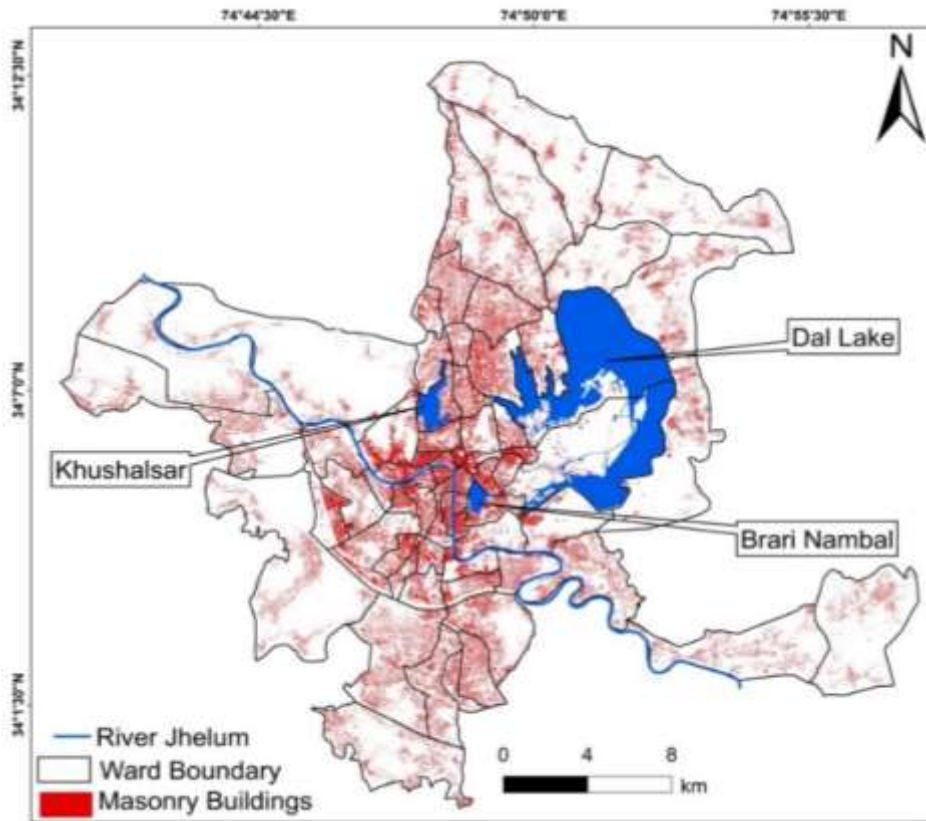 74°44'30"E
74°50'0"E
74°55'30"E
N
34°12'30"N
Dal Lake
34°7'0"N
Khushalsar
Brari Nambal
34°1'30"N
River Jhelum
Ward Boundary
Masonry Buildings
0 4 8
km